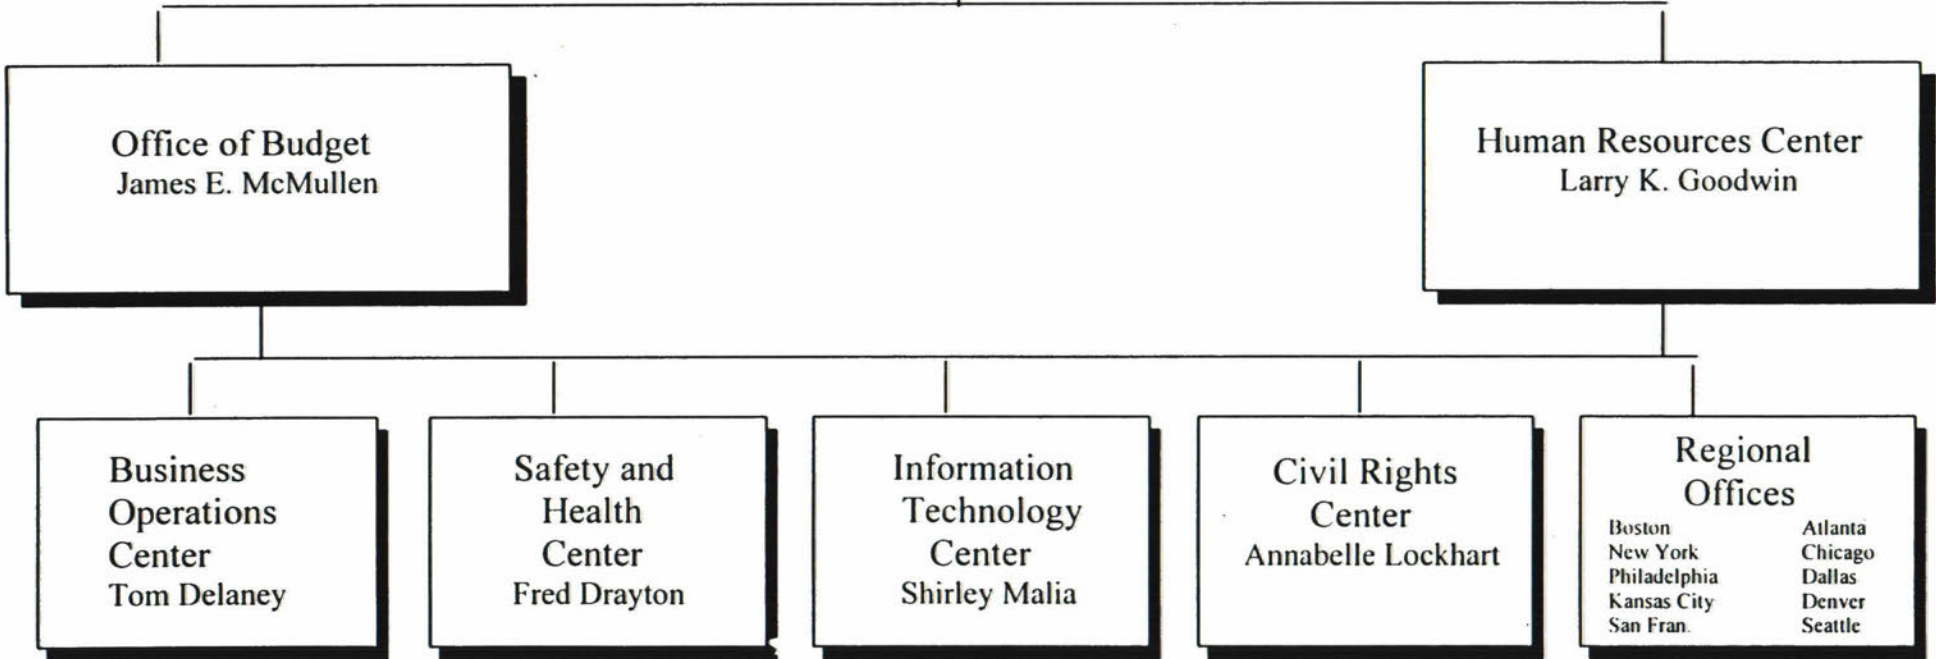 Office of Budget
James E. McMullen
Human Resources Center
Larry K. Goodwin
Business
Operations
Center
Tom Delaney
Safety and
Health
Center
Fred Drayton
Information
Technology
Center
Shirley Malia
Civil Rights
Center
Annabelle Lockhart
Regional
Offices
Boston Atlanta
New York Chicago
Philadelphia Dallas
Kansas City Denver
San Fran. Seattle